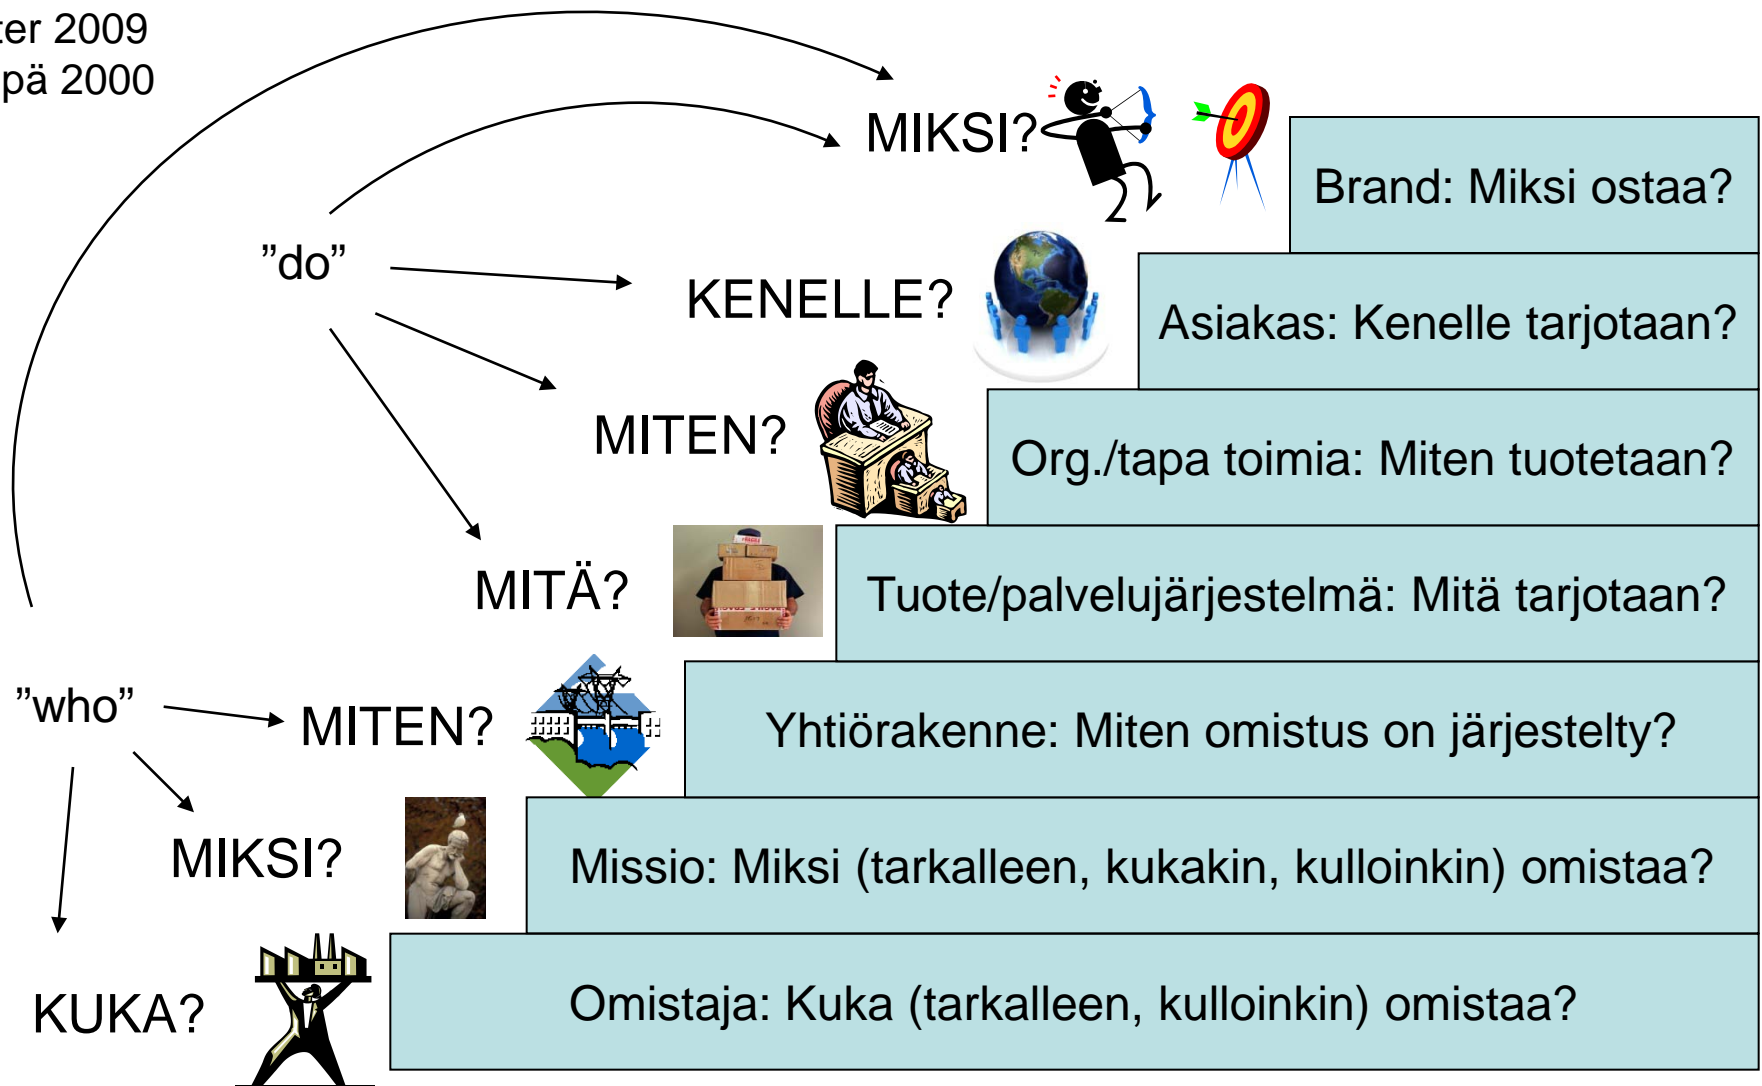 2009
2000
MIKSI?
Brand: Miksi ostaa?
”do”
KENELLE?
Asiakas: Kenelle tarjotaan?
MITEN?
Org./tapa toimia: Miten tuotetaan?
MITÄ?
Tuote/palvelujärjestelmä: Mitä tarjotaan?
”who”
MITEN?
Yhtiörakenne: Miten omistus on järjestelty?
MIKSI?
Missio: Miksi (tarkalleen, kukakin, kulloinkin) omistaa?
KUKA?
Omistaja: Kuka (tarkalleen, kulloinkin) omistaa?